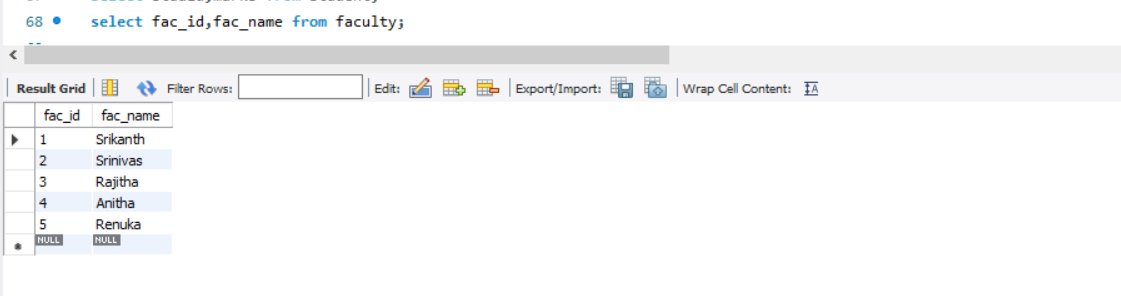 68 select fac_id,fac_name from faculty;
Result Grid Filter Rows: Edit: Export/Import: Wrap Cell Content: IA
fac_id fac_name
1 Srikanth
2 Srinivas
3 Rajitha
4 Anitha
5 Renuka
NULL NULL